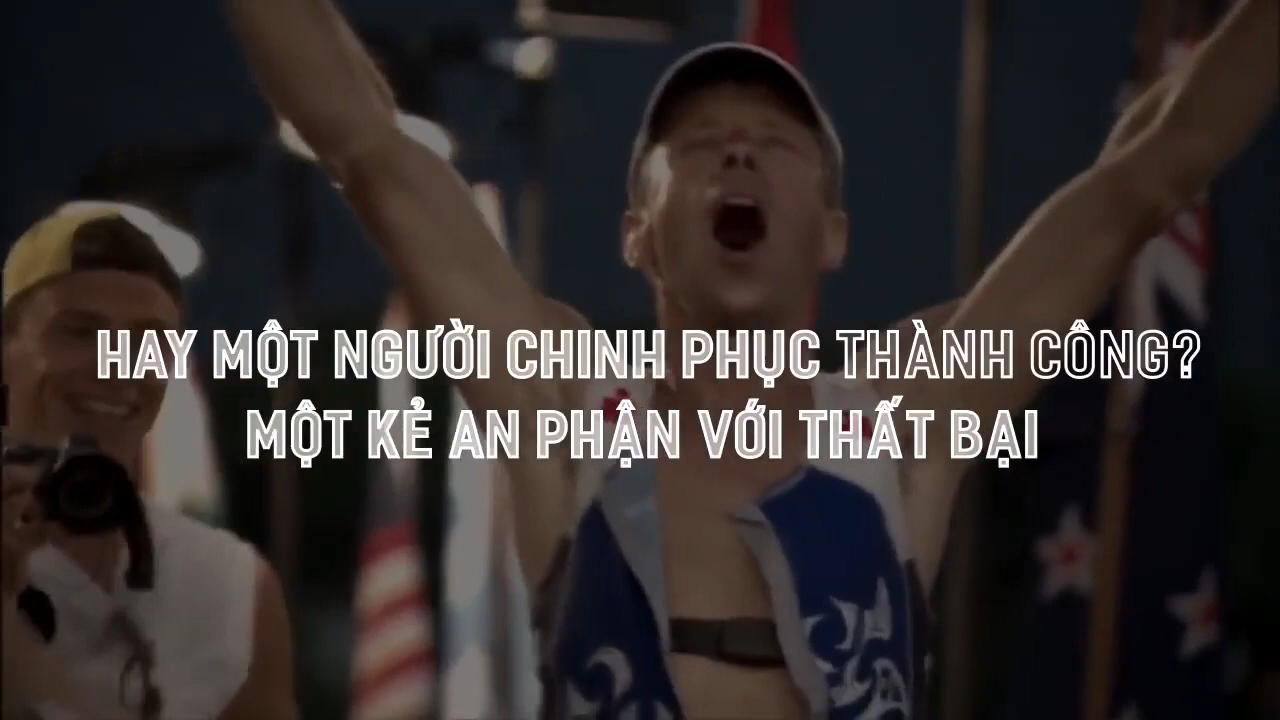 HAY MỘT NGƯỜI CHINH PHỤC THÀNH CÔNG?
MỘT KẺ AN PHẬN VỚI THẤT BẠI